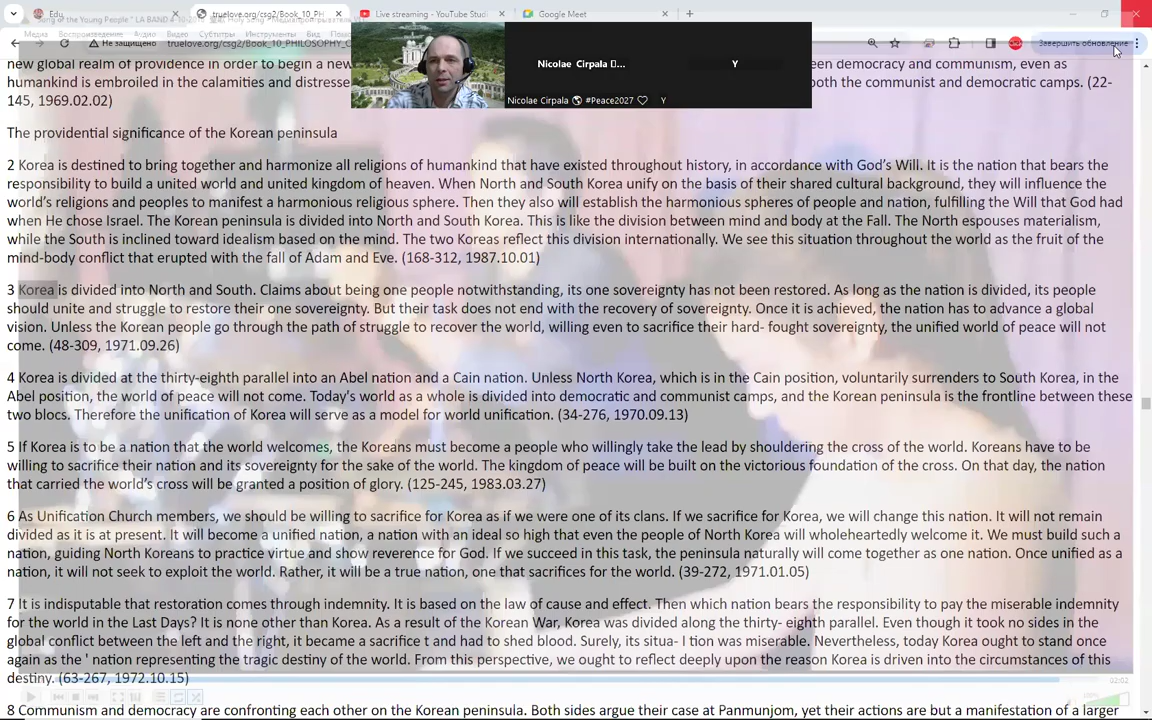 Edu
truelove.org/csg2/Book_10_PH
Live streaming - YouTube Studi
Google Meet
Не защищено
truelove.org/csg2/Book_10_PHILOSOPHY_C
Завершить обновление
Nicolae Cirpala
Y
Nicolae Cirpala #Peace2027 Y
new global realm of providence in order to begin a new
een democracy and communism, even as
humankind is embroiled in the calamities and distresse
both the communist and democratic camps. (22-
145, 1969.02.02)
The providential significance of the Korean peninsula
2 Korea is destined to bring together and harmonize all religions of humankind that have existed throughout history, in accordance with God's Will. It is the nation that bears the
responsibility to build a united world and united kingdom of heaven. When North and South Korea unify on the basis of their shared cultural background, they will influence the
world's religions and peoples to manifest a harmonious religious sphere. Then they also will establish the harmonious spheres of people and nation, fulfilling the Will that God had
when He chose Israel. The Korean peninsula is divided into North and South Korea. This is like the division between mind and body at the Fall. The North espouses materialism,
while the South is inclined toward idealism based on the mind. The two Koreas reflect this division internationally. We see this situation throughout the world as the fruit of the
mind-body conflict that erupted with the fall of Adam and Eve. (168-312, 1987.10.01)
3 Korea is divided into North and South. Claims about being one people notwithstanding, its one sovereignty has not been restored. As long as the nation is divided, its people
should unite and struggle to restore their one sovereignty. But their task does not end with the recovery of sovereignty. Once it is achieved, the nation has to advance a global
vision. Unless the Korean people go through the path of struggle to recover the world, willing even to sacrifice their hard- fought sovereignty, the unified world of peace will not
come. (48-309, 1971.09.26)
4 Korea is divided at the thirty-eighth parallel into an Abel nation and a Cain nation. Unless North Korea, which is in the Cain position, voluntarily surrenders to South Korea, in the
Abel position, the world of peace will not come. Today's world as a whole is divided into democratic and communist camps, and the Korean peninsula is the frontline between these
two blocs. Therefore the unification of Korea will serve as a model for world unification. (34-276, 1970.09.13)
5 If Korea is to be a nation that the world welcomes, the Koreans must become a people who willingly take the lead by shouldering the cross of the world. Koreans have to be
willing to sacrifice their nation and its sovereignty for the sake of the world. The kingdom of peace will be built on the victorious foundation of the cross. On that day, the nation
that carried the world's cross will be granted a position of glory. (125-245, 1983.03.27)
6 As Unification Church members, we should be willing to sacrifice for Korea as if we were one of its clans. If we sacrifice for Korea, we will change this nation. It will not remain
divided as it is at present. It will become a unified nation, a nation with an ideal so high that even the people of North Korea will wholeheartedly welcome it. We must build such a
nation, guiding North Koreans to practice virtue and show reverence for God. If we succeed in this task, the peninsula naturally will come together as one nation. Once unified as a
nation, it will not seek to exploit the world. Rather, it will be a true nation, one that sacrifices for the world. (39-272, 1971.01.05)
7 It is indisputable that restoration comes through indemnity. It is based on the law of cause and effect. Then which nation bears the responsibility to pay the miserable indemnity
for the world in the Last Days? It is none other than Korea. As a result of the Korean War, Korea was divided along the thirty- eighth parallel. Even though it took no sides in the
global conflict between the left and the right, it became a sacrifice t and had to shed blood. Surely, its situa- I tion was miserable. Nevertheless, today Korea ought to stand once
again as the ' nation representing the tragic destiny of the world. From this perspective, we ought to reflect deeply upon the reason Korea is driven into the circumstances of this
destiny. (63-267, 1972.10.15)
02:02
8 Communism and democracy are confronting each other on the Korean peninsula. Both sides argue their case at Panmunjom, yet their actions are but a manifestation of a larger